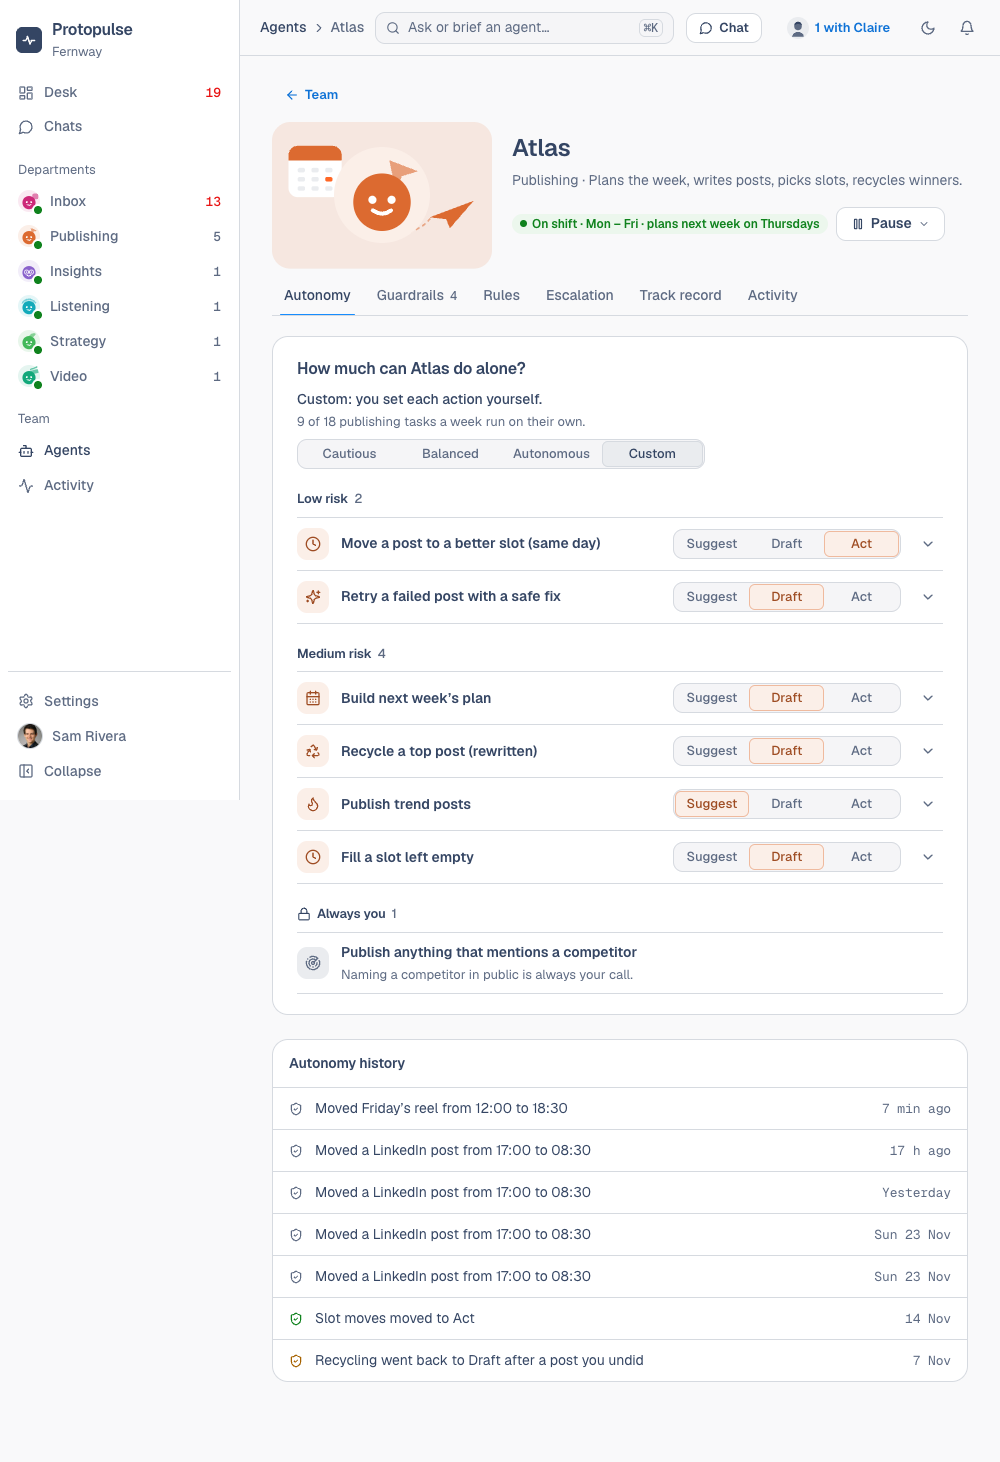 Protopulse
Fernway
Desk 19
Chats
Departments
Inbox 13
Publishing 5
Insights 1
Listening 1
Strategy 1
Video 1
Team
Agents
Activity
Settings
Sam Rivera
Collapse
Agents > Atlas
Ask or brief an agent… ⌘K
Chat
1 with Claire
← Team
Atlas
Publishing · Plans the week, writes posts, picks slots, recycles winners.
On shift · Mon – Fri · plans next week on Thursdays
Pause
Autonomy Guardrails 4 Rules Escalation Track record Activity
How much can Atlas do alone?
Custom: you set each action yourself.
9 of 18 publishing tasks a week run on their own.
Cautious Balanced Autonomous Custom
Low risk 2
Move a post to a better slot (same day) Suggest Draft Act
Retry a failed post with a safe fix Suggest Draft Act
Medium risk 4
Build next week’s plan Suggest Draft Act
Recycle a top post (rewritten) Suggest Draft Act
Publish trend posts Suggest Draft Act
Fill a slot left empty Suggest Draft Act
Always you 1
Publish anything that mentions a competitor
Naming a competitor in public is always your call.
Autonomy history
Moved Friday’s reel from 12:00 to 18:30 7 min ago
Moved a LinkedIn post from 17:00 to 08:30 17 h ago
Moved a LinkedIn post from 17:00 to 08:30 Yesterday
Moved a LinkedIn post from 17:00 to 08:30 Sun 23 Nov
Moved a LinkedIn post from 17:00 to 08:30 Sun 23 Nov
Slot moves moved to Act 14 Nov
Recycling went back to Draft after a post you undid 7 Nov